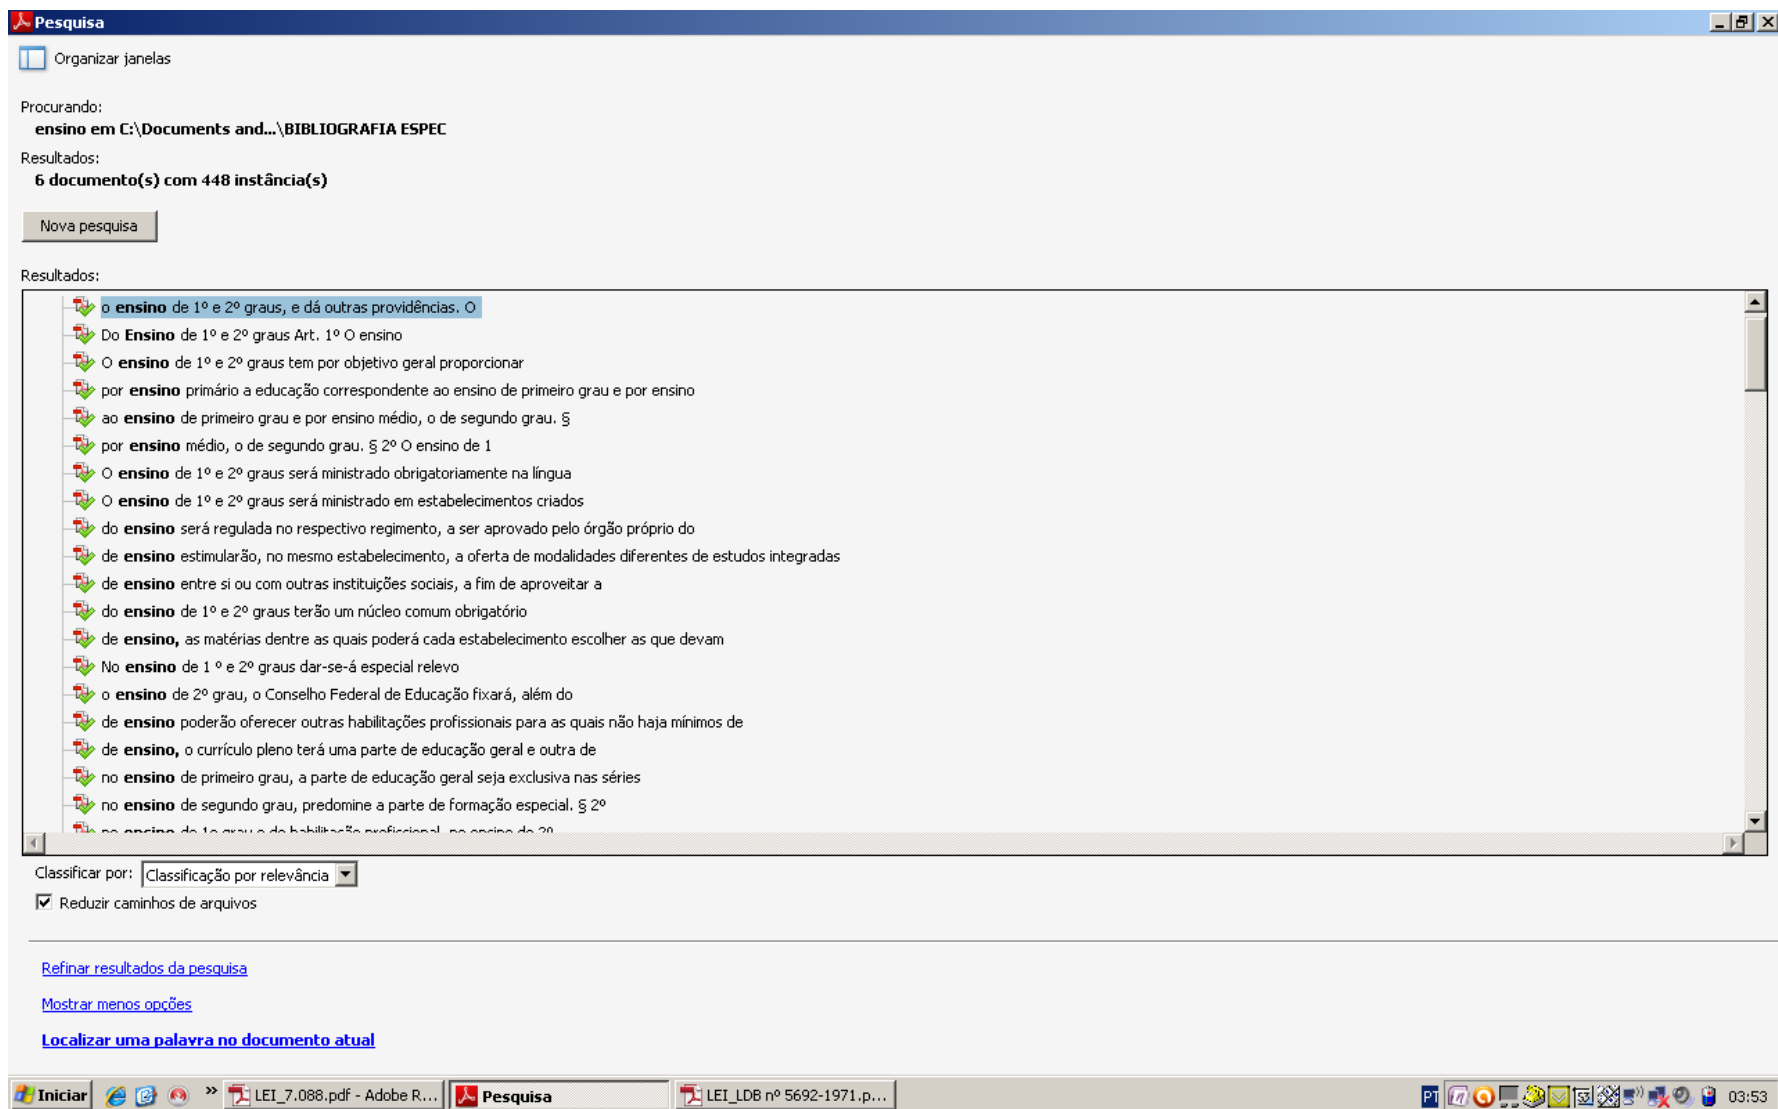 Pesquisa
Organizar janelas
Procurando:
ensino em C:\Documents and...\BIBLIOGRAFIA ESPEC
Resultados:
6 documento(s) com 448 instância(s)
Nova pesquisa
Resultados:
o ensino de 1º e 2º graus, e dá outras providências. O
Do Ensino de 1º e 2º graus Art. 1º O ensino
O ensino de 1º e 2º graus tem por objetivo geral proporcionar
por ensino primário a educação correspondente ao ensino de primeiro grau e por ensino
ao ensino de primeiro grau e por ensino médio, o de segundo grau. §
por ensino médio, o de segundo grau. § 2º O ensino de 1
O ensino de 1º e 2º graus será ministrado obrigatoriamente na língua
O ensino de 1º e 2º graus será ministrado em estabelecimentos criados
do ensino será regulada no respectivo regimento, a ser aprovado pelo órgão próprio do
de ensino estimularão, no mesmo estabelecimento, a oferta de modalidades diferentes de estudos integradas
de ensino entre si ou com outras instituições sociais, a fim de aproveitar a
do ensino de 1º e 2º graus terão um núcleo comum obrigatório
de ensino, as matérias dentre as quais poderá cada estabelecimento escolher as que devam
No ensino de 1 º e 2º graus dar-se-á especial relevo
o ensino de 2º grau, o Conselho Federal de Educação fixará, além do
de ensino poderão oferecer outras habilitações profissionais para as quais não haja mínimos de
de ensino, o currículo pleno terá uma parte de educação geral e outra de
no ensino de primeiro grau, a parte de educação geral seja exclusiva nas séries
no ensino de segundo grau, predomine a parte de formação especial. § 2º
no ensino de 1o grau e de habilitação profissional, no ensino de 2º
Classificar por: Classificação por relevância
Reduzir caminhos de arquivos
Refinar resultados da pesquisa
Mostrar menos opções
Localizar uma palavra no documento atual
Iniciar » LEI_7.088.pdf - Adobe R... Pesquisa LEI_LDB nº 5692-1971.p... PT 03:53